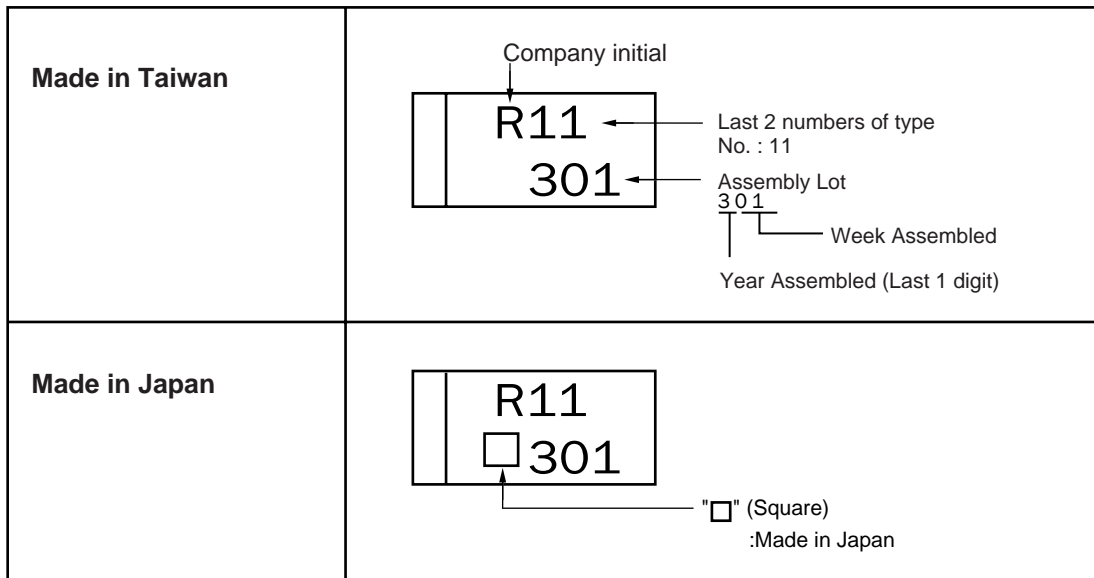 Made in Taiwan
Company initial
R11
301
Last 2 numbers of type
No. : 11
Assembly Lot
301
Week Assembled
Year Assembled (Last 1 digit)
Made in Japan
R11
□301
"□" (Square)
:Made in Japan